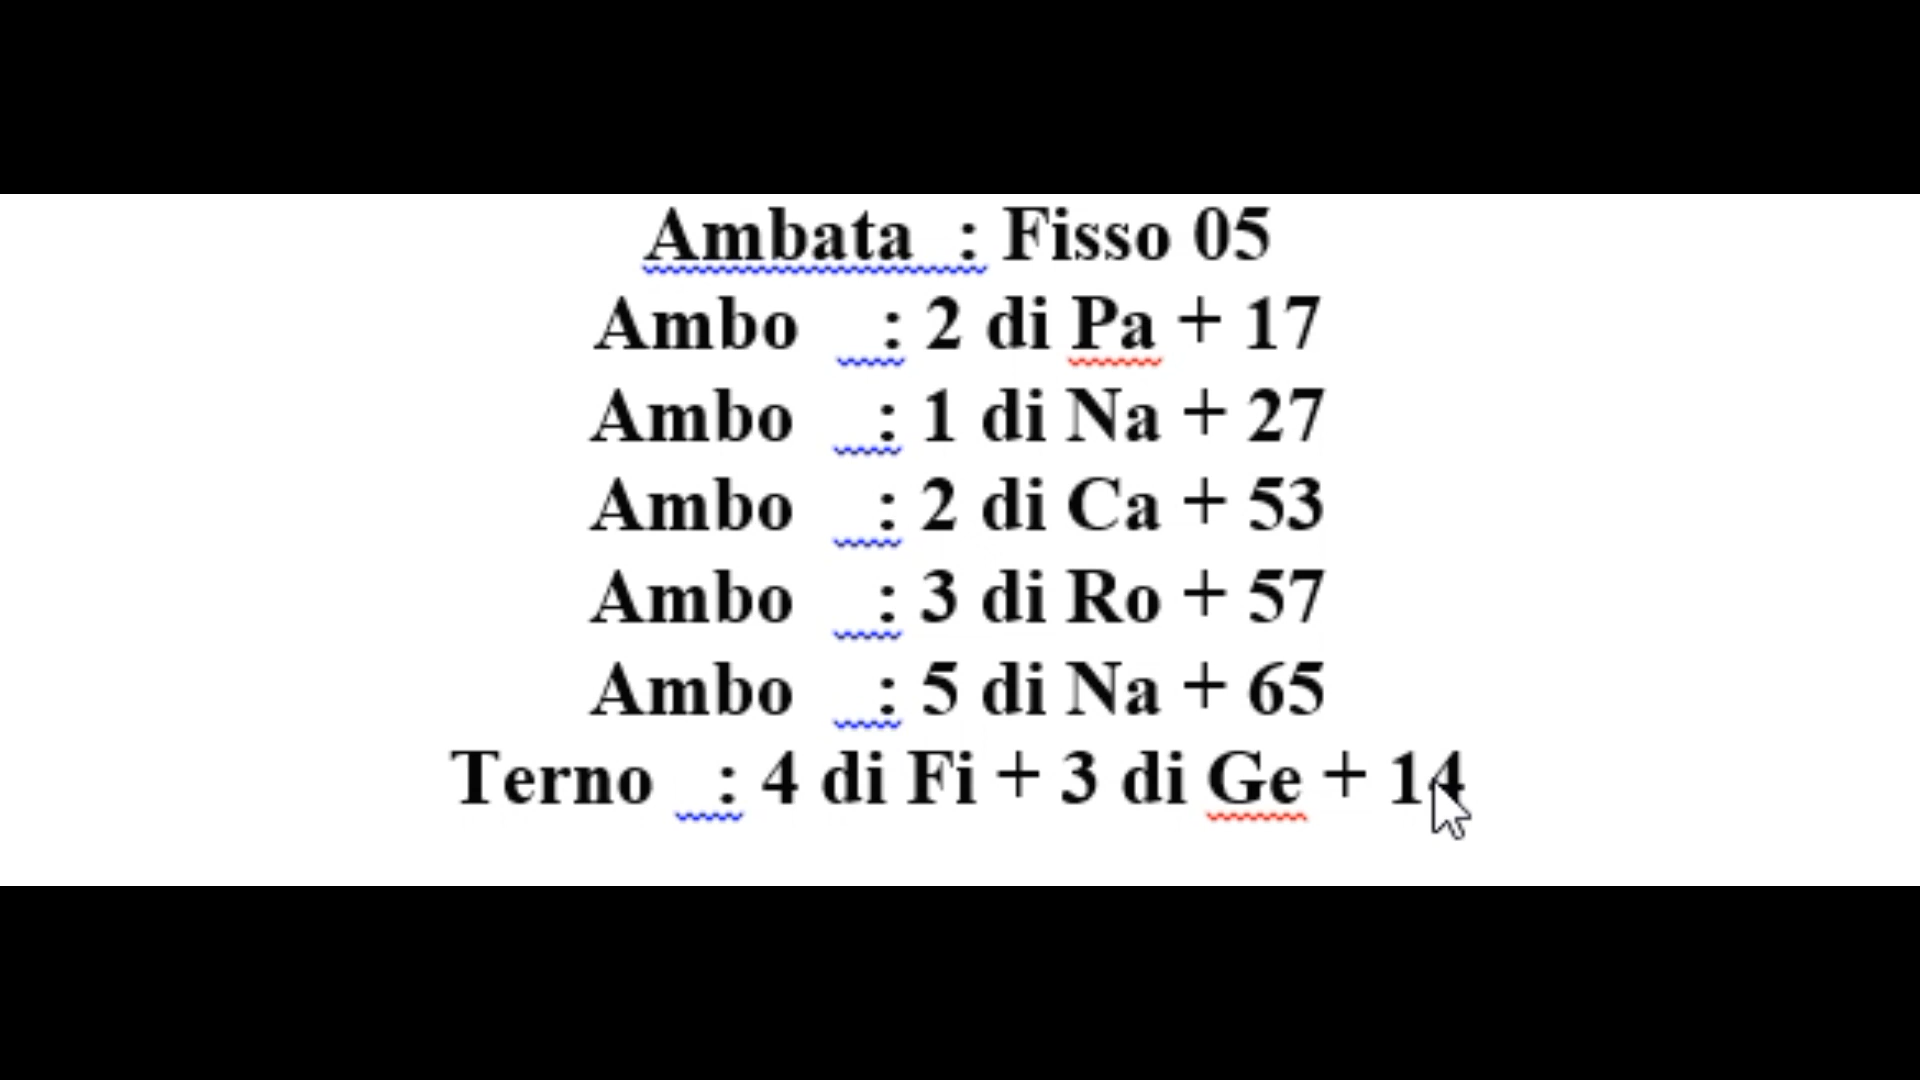 Ambata : Fisso 05
Ambo : 2 di Pa + 17
Ambo : 1 di Na + 27
Ambo : 2 di Ca + 53
Ambo : 3 di Ro + 57
Ambo : 5 di Na + 65
Terno : 4 di Fi + 3 di Ge + 14